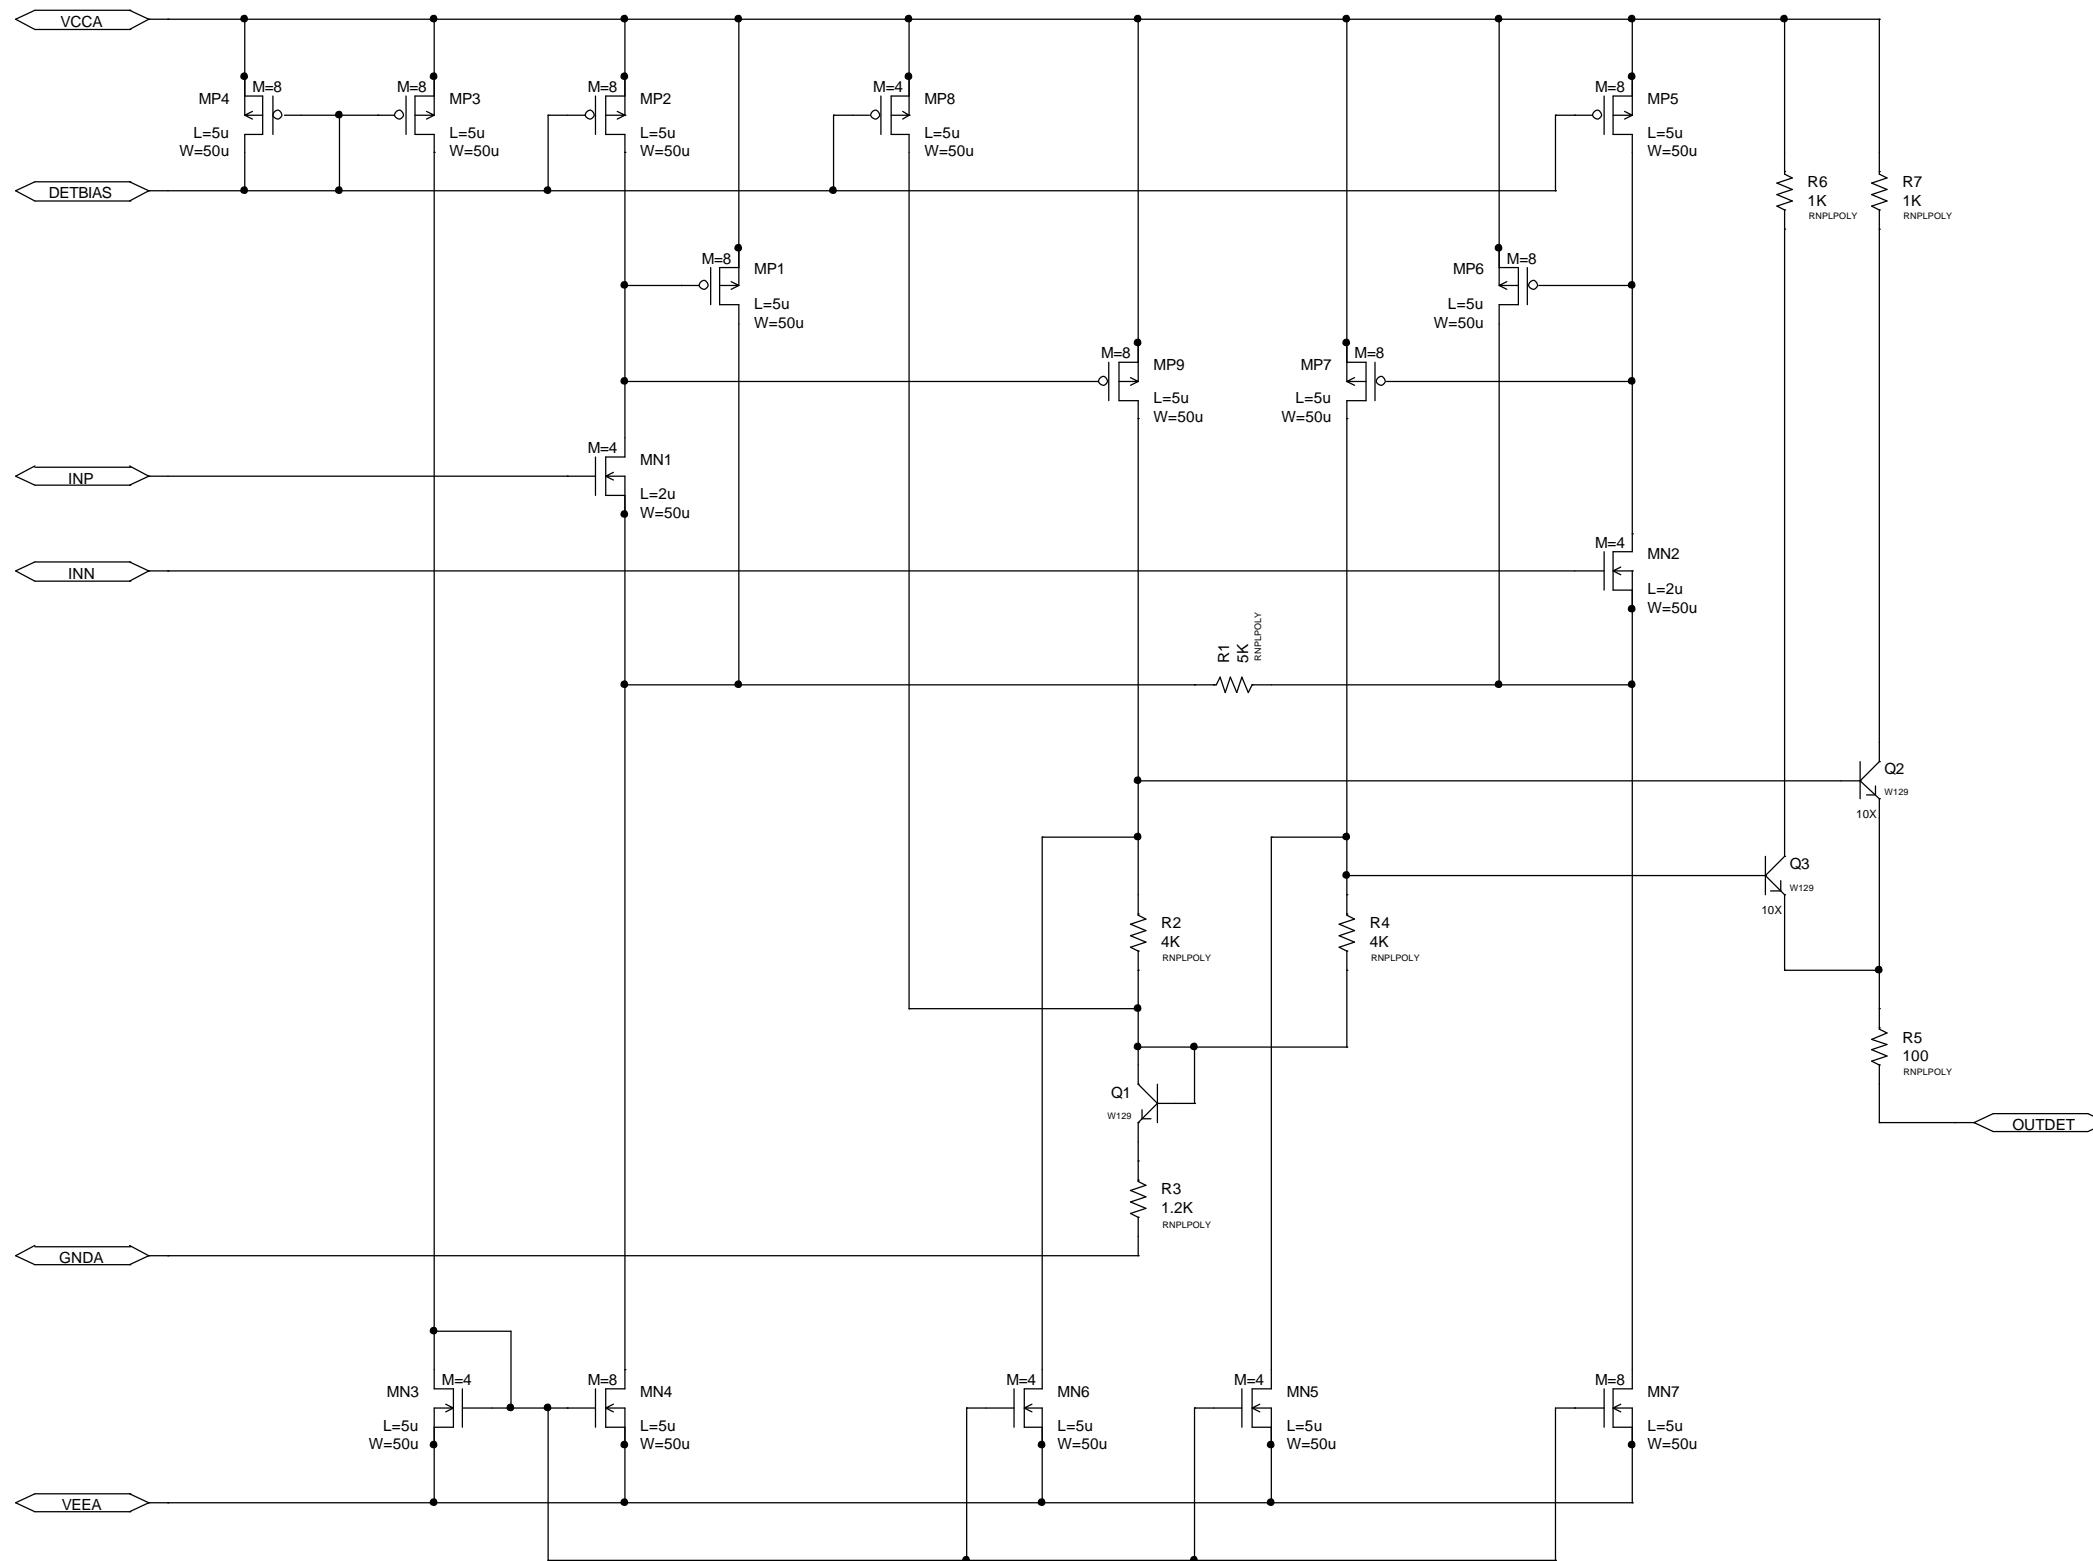 VCCA
M=8
MP4
L=5u
W=50u
M=8
MP3
L=5u
W=50u
M=8
MP2
L=5u
W=50u
M=4
MP8
L=5u
W=50u
M=8
MP5
L=5u
W=50u
DETBIAS
R6
1K
RNPLPOLY
R7
1K
RNPLPOLY
M=8
MP1
L=5u
W=50u
M=8
MP6
L=5u
W=50u
M=8
MP9
L=5u
W=50u
M=8
MP7
L=5u
W=50u
INP
M=4
MN1
L=2u
W=50u
INN
M=4
MN2
L=2u
W=50u
R1
5K
RNPLPOLY
Q2
W129
10X
Q3
W129
10X
R2
4K
RNPLPOLY
R4
4K
RNPLPOLY
R5
100
RNPLPOLY
Q1
W129
OUTDET
R3
1.2K
RNPLPOLY
GNDA
M=4
MN3
L=5u
W=50u
M=8
MN4
L=5u
W=50u
M=4
MN6
L=5u
W=50u
M=4
MN5
L=5u
W=50u
M=8
MN7
L=5u
W=50u
VEEA